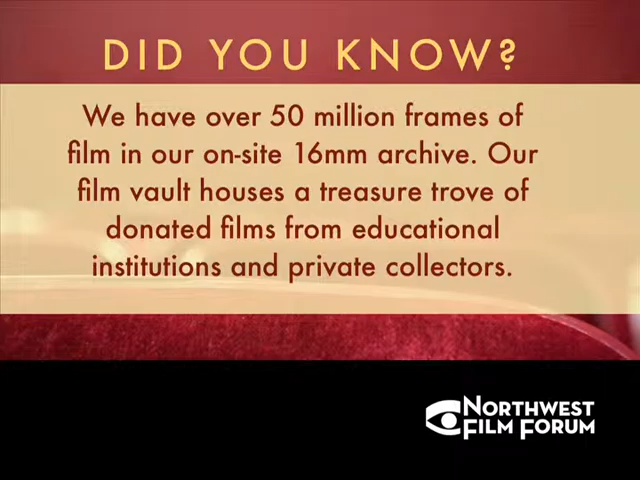 DID YOU KNOW?
We have over 50 million frames of
film in our on-site 16mm archive. Our
film vault houses a treasure trove of
donated films from educational
institutions and private collectors.
NORTHWEST
FILM FORUM